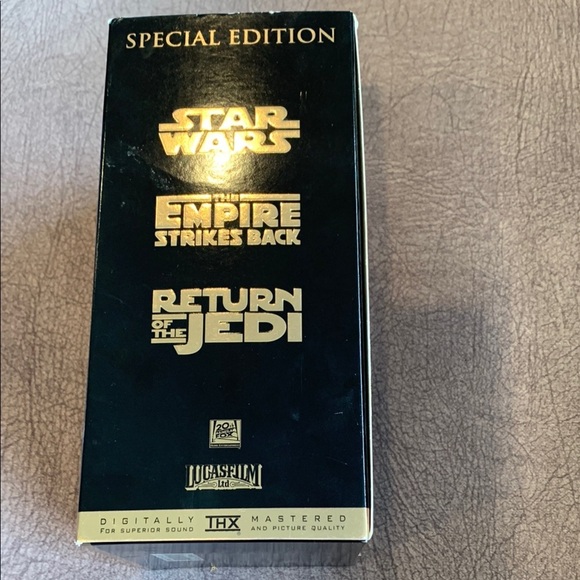 SPECIAL EDITION
STAR
WARS
THE
EMPIRE
STRIKES BACK
RETURN
OF THE JEDI
20th
CENTURY
FOX
LUCASFILM
Ltd
DIGITALLY THX MASTERED
FOR SUPERIOR SOUND AND PICTURE QUALITY